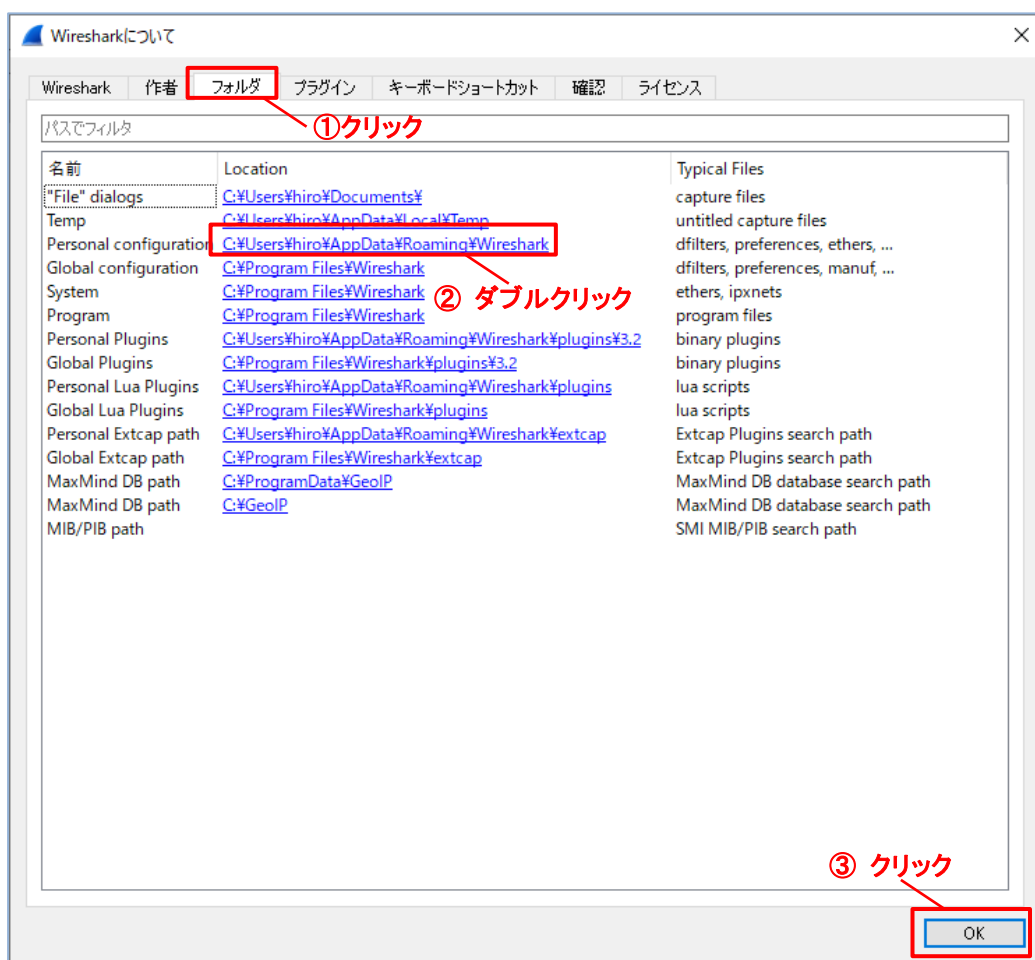 Wiresharkについて
Wireshark 作者 フォルダ プラグイン キーボードショートカット 確認 ライセンス
①クリック
パスでフィルタ
名前 Location Typical Files
"File" dialogs C:¥Users¥hiro¥Documents¥ capture files
Temp C:¥Users¥hiro¥AppData¥Local¥Temp untitled capture files
Personal configuration C:¥Users¥hiro¥AppData¥Roaming¥Wireshark dfilters, preferences, ethers, ...
Global configuration C:¥Program Files¥Wireshark dfilters, preferences, manuf, ...
System C:¥Program Files¥Wireshark ethers, ipxnets
② ダブルクリック
Program C:¥Program Files¥Wireshark program files
Personal Plugins C:¥Users¥hiro¥AppData¥Roaming¥Wireshark¥plugins¥3.2 binary plugins
Global Plugins C:¥Program Files¥Wireshark¥plugins¥3.2 binary plugins
Personal Lua Plugins C:¥Users¥hiro¥AppData¥Roaming¥Wireshark¥plugins lua scripts
Global Lua Plugins C:¥Program Files¥Wireshark¥plugins lua scripts
Personal Extcap path C:¥Users¥hiro¥AppData¥Roaming¥Wireshark¥extcap Extcap Plugins search path
Global Extcap path C:¥Program Files¥Wireshark¥extcap Extcap Plugins search path
MaxMind DB path C:¥ProgramData¥GeoIP MaxMind DB database search path
MaxMind DB path C:¥GeoIP MaxMind DB database search path
MIB/PIB path SMI MIB/PIB search path
③ クリック
OK